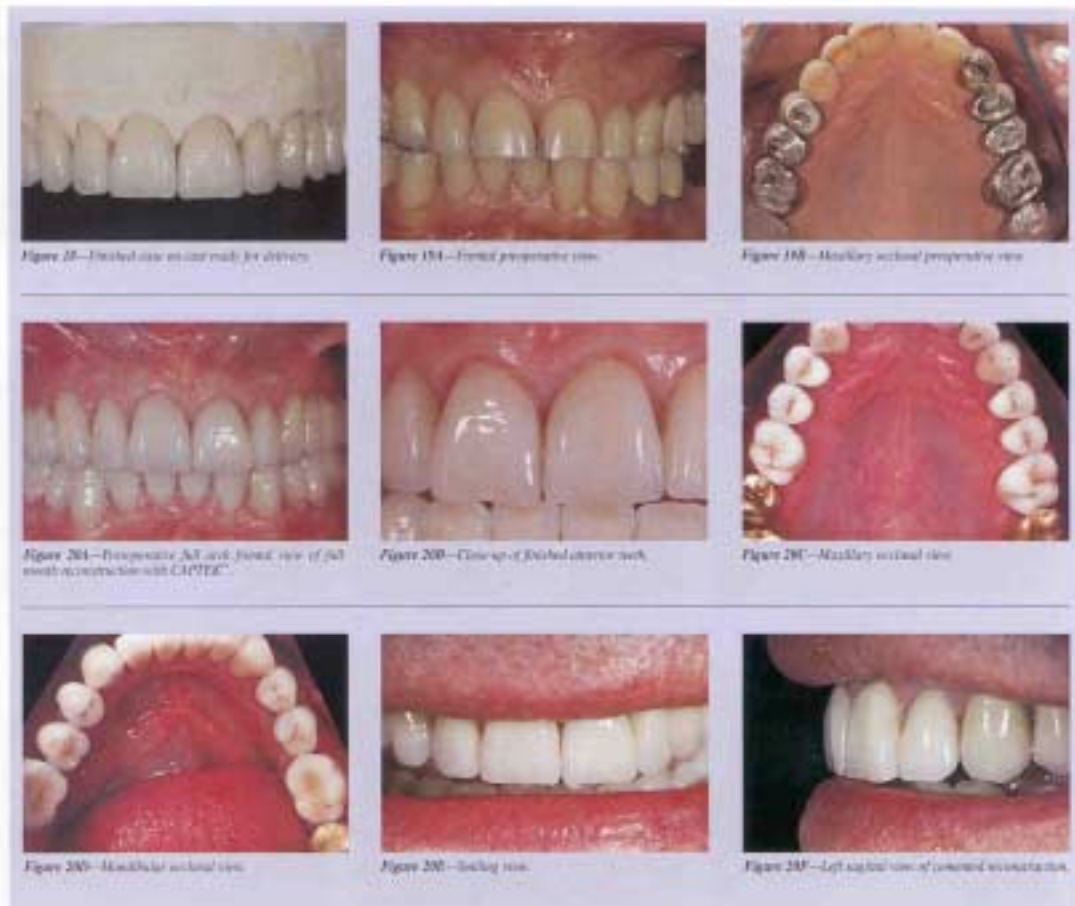 Figure 18—Finished case on cast ready for delivery.
Figure 19A—Frontal preoperative view.
Figure 19B—Maxillary occlusal preoperative view.
Figure 20A—Postoperative full arch frontal view of full
mouth reconstruction with CAPTEK™.
Figure 20B—Close-up of finished anterior teeth.
Figure 20C—Maxillary occlusal view.
Figure 20D—Mandibular occlusal view.
Figure 20E—Smiling view.
Figure 20F—Left sagittal view of cemented reconstruction.